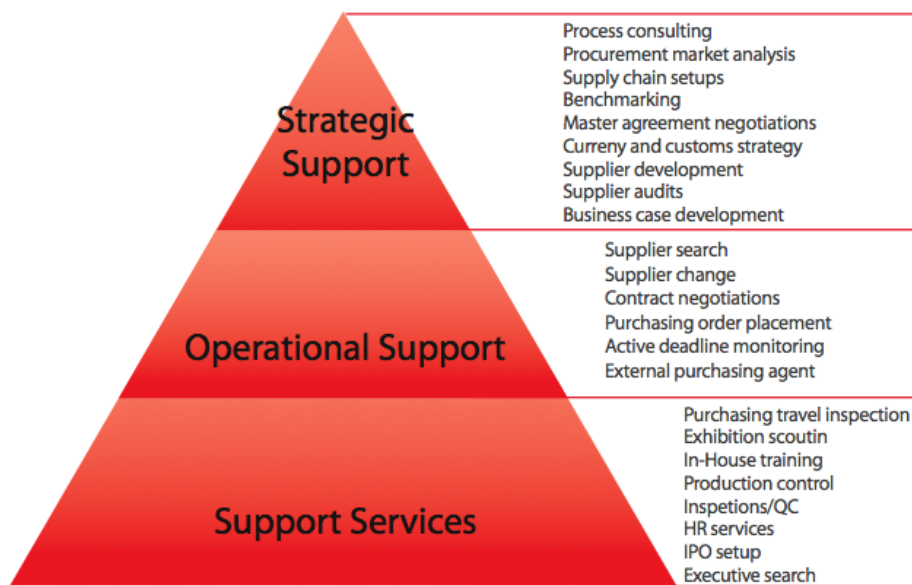 Strategic
Support
Process consulting
Procurement market analysis
Supply chain setups
Benchmarking
Master agreement negotiations
Curreny and customs strategy
Supplier development
Supplier audits
Business case development
Operational Support
Supplier search
Supplier change
Contract negotiations
Purchasing order placement
Active deadline monitoring
External purchasing agent
Support Services
Purchasing travel inspection
Exhibition scoutin
In-House training
Production control
Inspetions/QC
HR services
IPO setup
Executive search